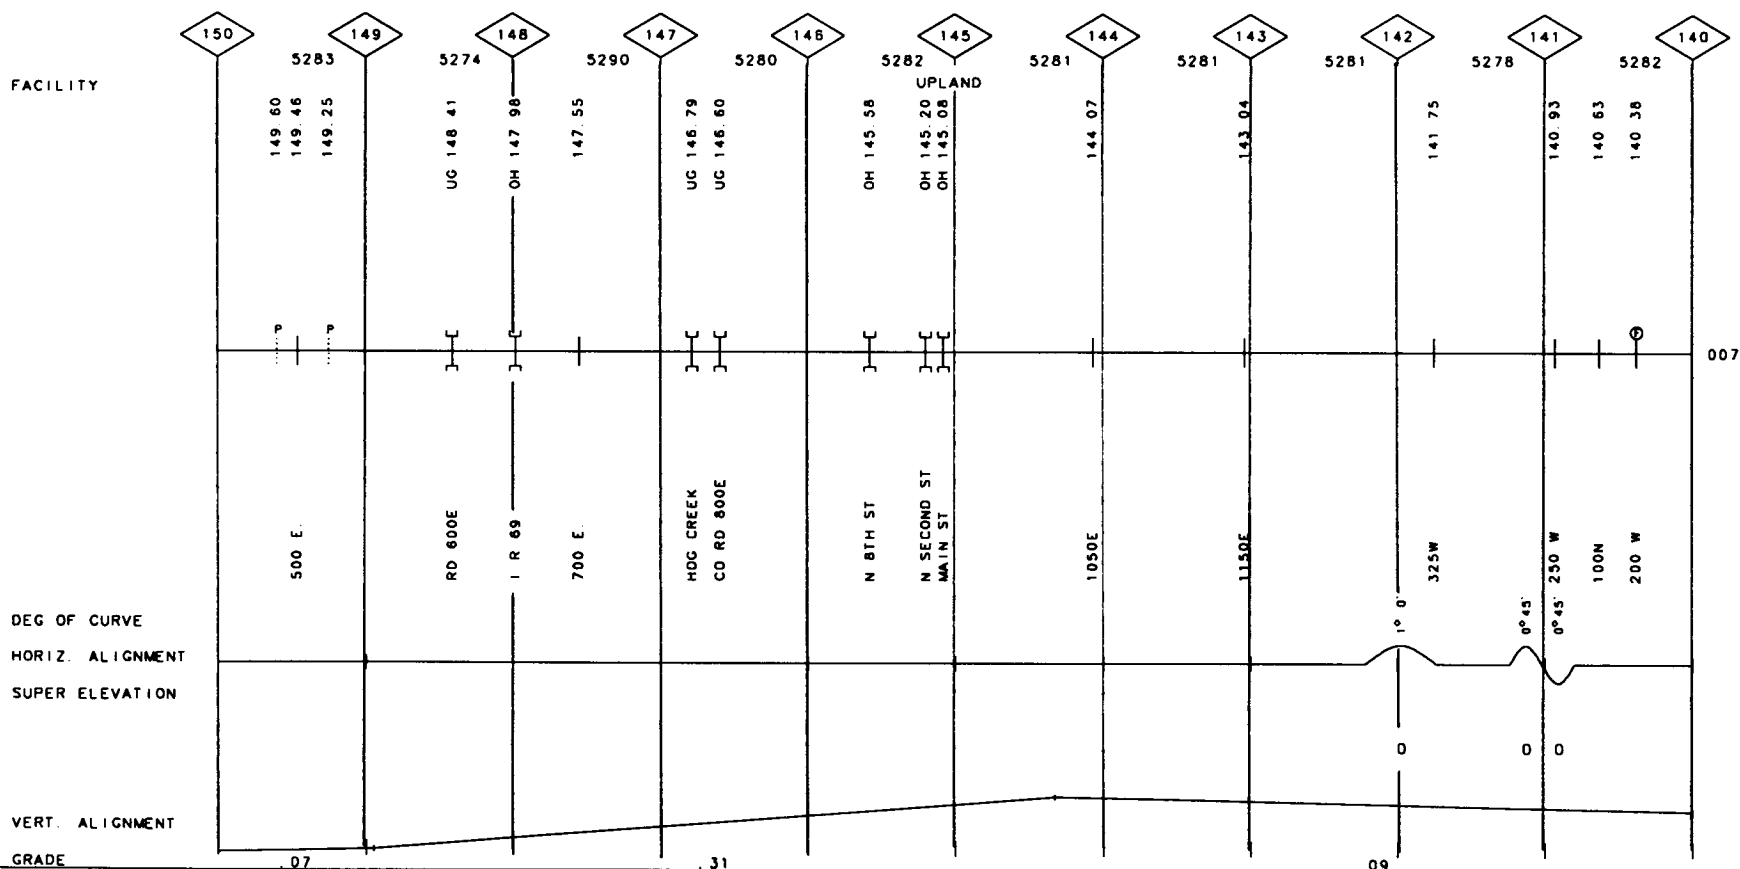 150 149 148 147 146 145 144 143 142 141 140
5283 5274 5290 5280 5282 5281 5281 5281 5278 5282
UPLAND
FACILITY
149.60
149.46
149.25
UG 148 41
OH 147 98
147.55
UG 146.79
UG 146.60
OH 145.58
OH 145.20
OH 145.08
144 07
143 04
141 75
140.93
140 63
140 38
P P F
007
500 E.
RD 600E
I R 69
700 E.
HOG CREEK
CO RD 800E
N 8TH ST
N SECOND ST
MAIN ST
1050E
1150E
325W
250 W
100N
200 W
DEG OF CURVE
1° 0'
0° 45'
0° 45'
HORIZ. ALIGNMENT
SUPER ELEVATION
0 0 0
VERT. ALIGNMENT
GRADE .07 .31 09